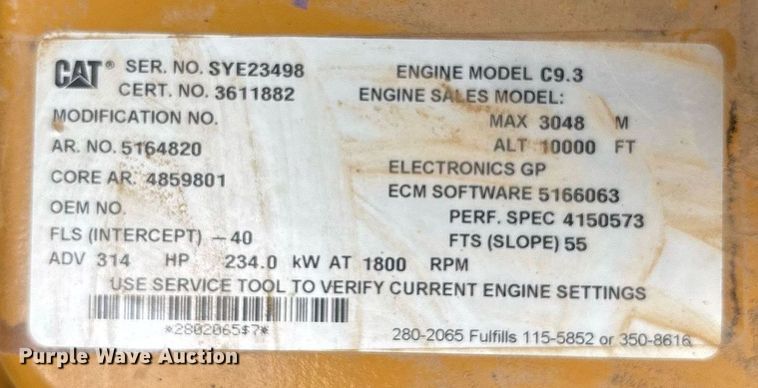 CAT® SER. NO. SYE23498 ENGINE MODEL C9.3
CERT. NO. 3611882 ENGINE SALES MODEL:
MODIFICATION NO. MAX 3048 M
AR. NO. 5164820 ALT 10000 FT
CORE AR. 4859801 ELECTRONICS GP
ECM SOFTWARE 5166063
OEM NO. PERF. SPEC 4150573
FLS (INTERCEPT) -40 FTS (SLOPE) 55
ADV 314 HP 234.0 kW AT 1800 RPM
USE SERVICE TOOL TO VERIFY CURRENT ENGINE SETTINGS
*2802065$7*
280-2065 Fulfills 115-5852 or 350-8616
Purple Wave Auction